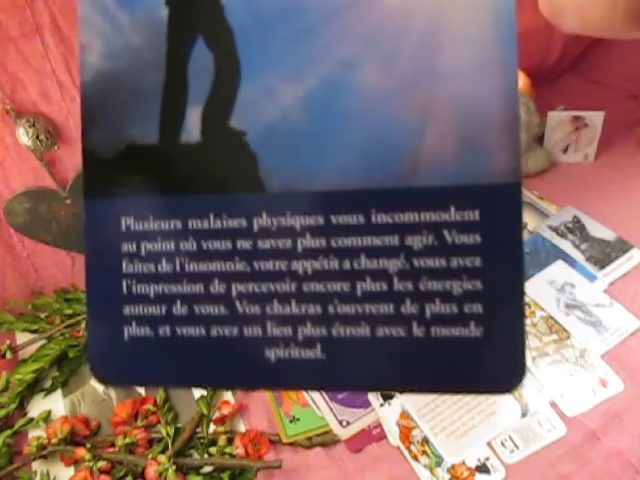 Plusieurs malaises physiques vous incommodent
au point où vous ne savez plus comment agir. Vous
faites de l'insomnie, votre appétit a changé, vous avez
l'impression de percevoir encore plus les énergies
autour de vous. Vos chakras s'ouvrent de plus en
plus, et vous avez un lien plus étroit avec le monde
spirituel.